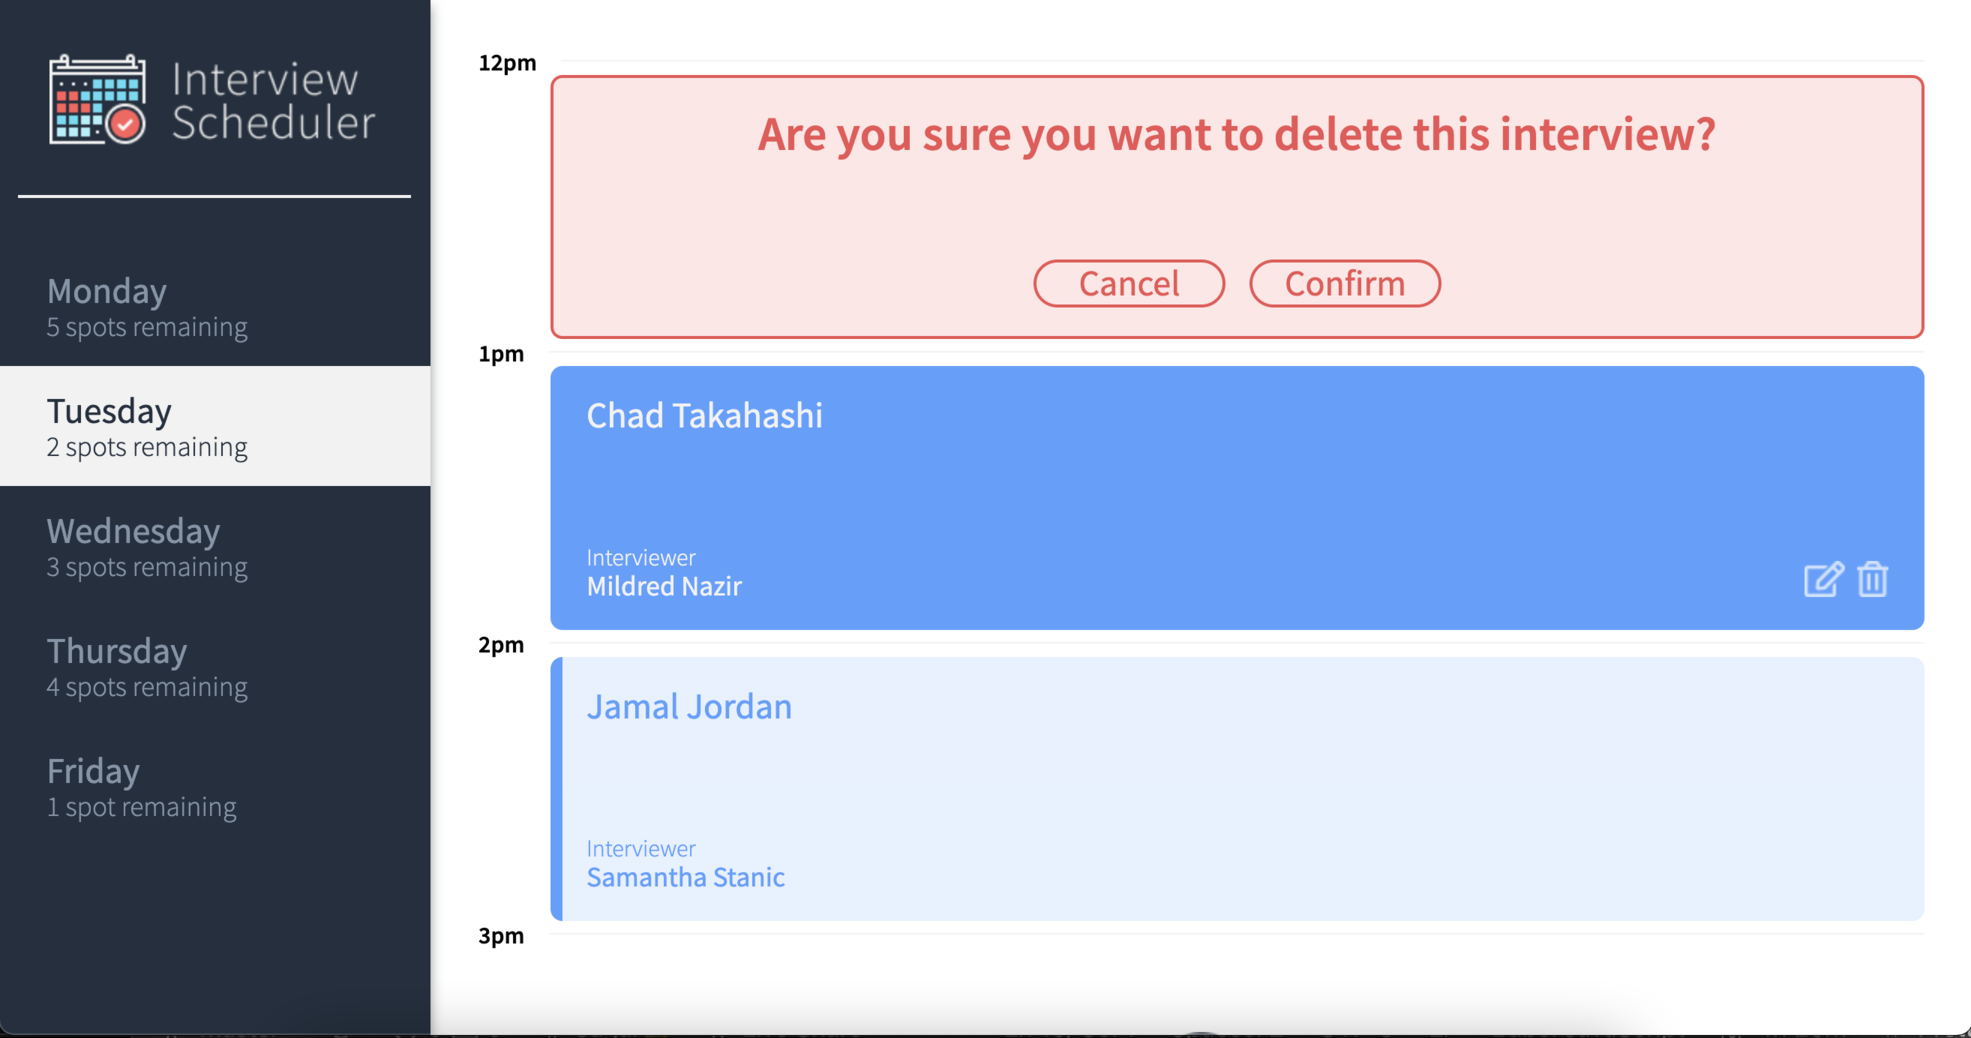 Interview
Scheduler
Monday
5 spots remaining
Tuesday
2 spots remaining
Wednesday
3 spots remaining
Thursday
4 spots remaining
Friday
1 spot remaining
12pm
Are you sure you want to delete this interview?
Cancel
Confirm
1pm
Chad Takahashi
Interviewer
Mildred Nazir
2pm
Jamal Jordan
Interviewer
Samantha Stanic
3pm